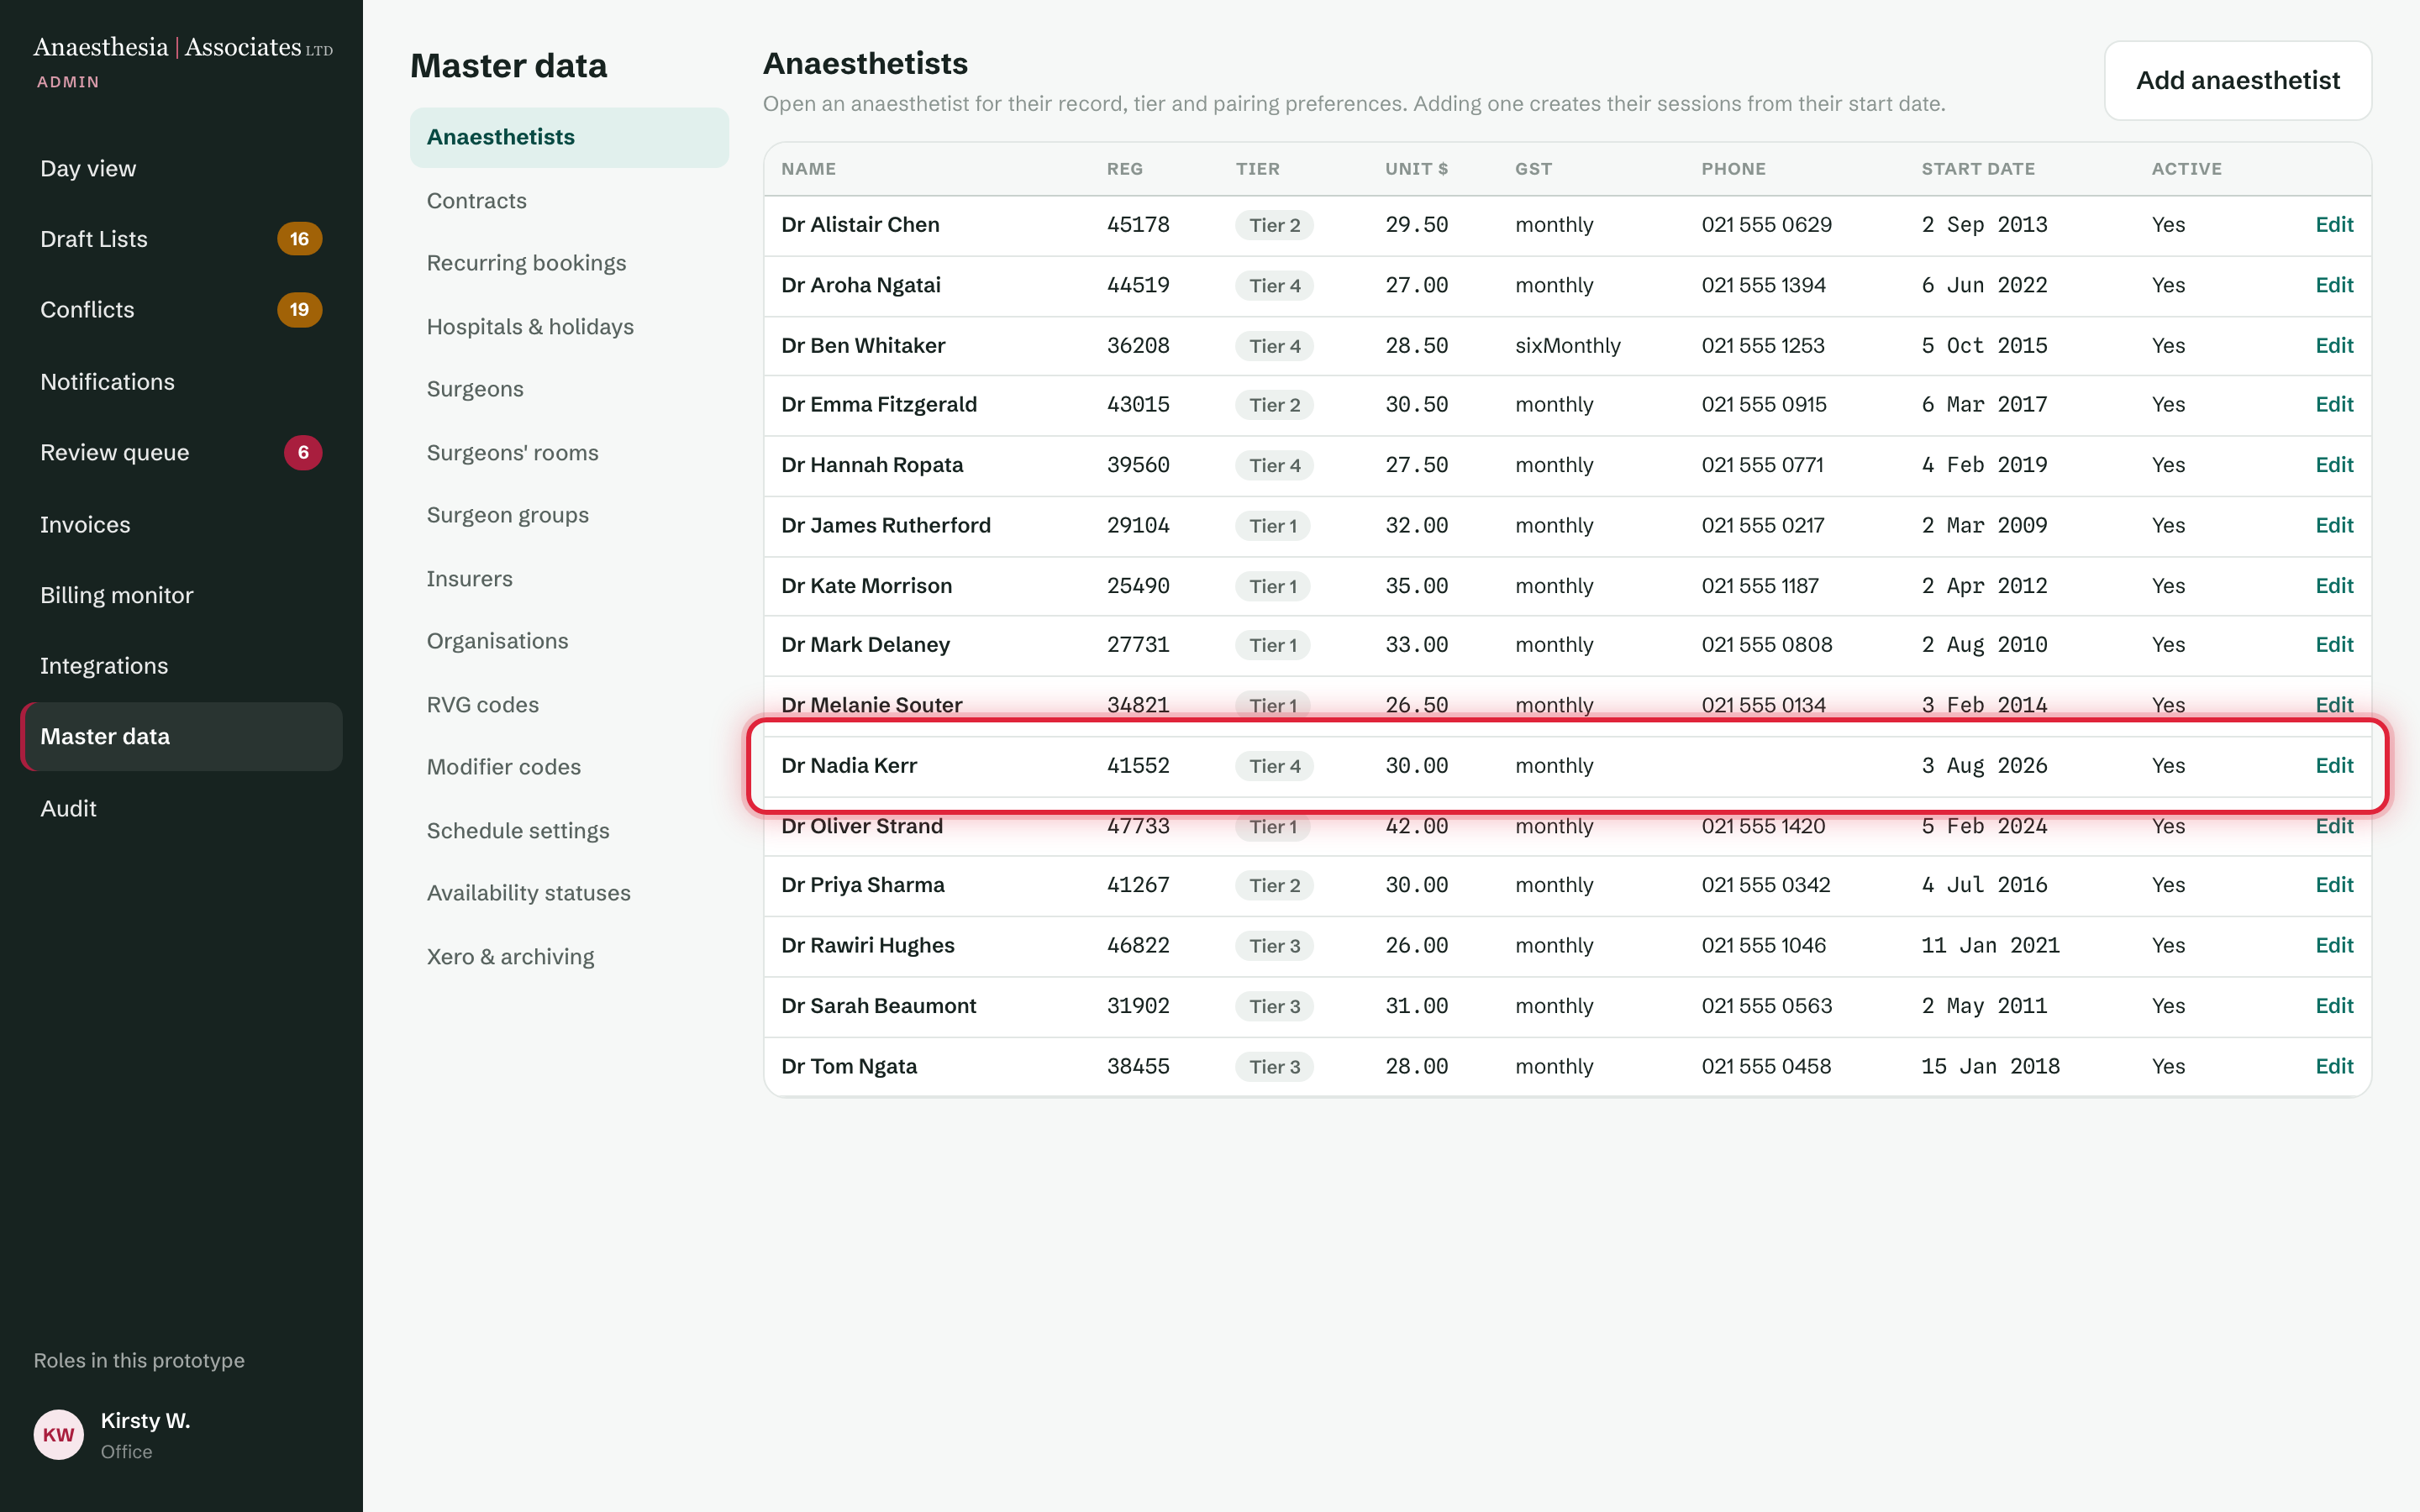 Anaesthesia | Associates LTD
ADMIN
Day view
Draft Lists 16
Conflicts 19
Notifications
Review queue 6
Invoices
Billing monitor
Integrations
Master data
Audit
Roles in this prototype
KW
Kirsty W.
Office
Master data
Anaesthetists
Contracts
Recurring bookings
Hospitals & holidays
Surgeons
Surgeons' rooms
Surgeon groups
Insurers
Organisations
RVG codes
Modifier codes
Schedule settings
Availability statuses
Xero & archiving
Anaesthetists
Open an anaesthetist for their record, tier and pairing preferences. Adding one creates their sessions from their start date.
Add anaesthetist
NAME REG TIER UNIT $ GST PHONE START DATE ACTIVE
Dr Alistair Chen 45178 Tier 2 29.50 monthly 021 555 0629 2 Sep 2013 Yes Edit
Dr Aroha Ngatai 44519 Tier 4 27.00 monthly 021 555 1394 6 Jun 2022 Yes Edit
Dr Ben Whitaker 36208 Tier 4 28.50 sixMonthly 021 555 1253 5 Oct 2015 Yes Edit
Dr Emma Fitzgerald 43015 Tier 2 30.50 monthly 021 555 0915 6 Mar 2017 Yes Edit
Dr Hannah Ropata 39560 Tier 4 27.50 monthly 021 555 0771 4 Feb 2019 Yes Edit
Dr James Rutherford 29104 Tier 1 32.00 monthly 021 555 0217 2 Mar 2009 Yes Edit
Dr Kate Morrison 25490 Tier 1 35.00 monthly 021 555 1187 2 Apr 2012 Yes Edit
Dr Mark Delaney 27731 Tier 1 33.00 monthly 021 555 0808 2 Aug 2010 Yes Edit
Dr Melanie Souter 34821 Tier 1 26.50 monthly 021 555 0134 3 Feb 2014 Yes Edit
Dr Nadia Kerr 41552 Tier 4 30.00 monthly 3 Aug 2026 Yes Edit
Dr Oliver Strand 47733 Tier 1 42.00 monthly 021 555 1420 5 Feb 2024 Yes Edit
Dr Priya Sharma 41267 Tier 2 30.00 monthly 021 555 0342 4 Jul 2016 Yes Edit
Dr Rawiri Hughes 46822 Tier 3 26.00 monthly 021 555 1046 11 Jan 2021 Yes Edit
Dr Sarah Beaumont 31902 Tier 3 31.00 monthly 021 555 0563 2 May 2011 Yes Edit
Dr Tom Ngata 38455 Tier 3 28.00 monthly 021 555 0458 15 Jan 2018 Yes Edit